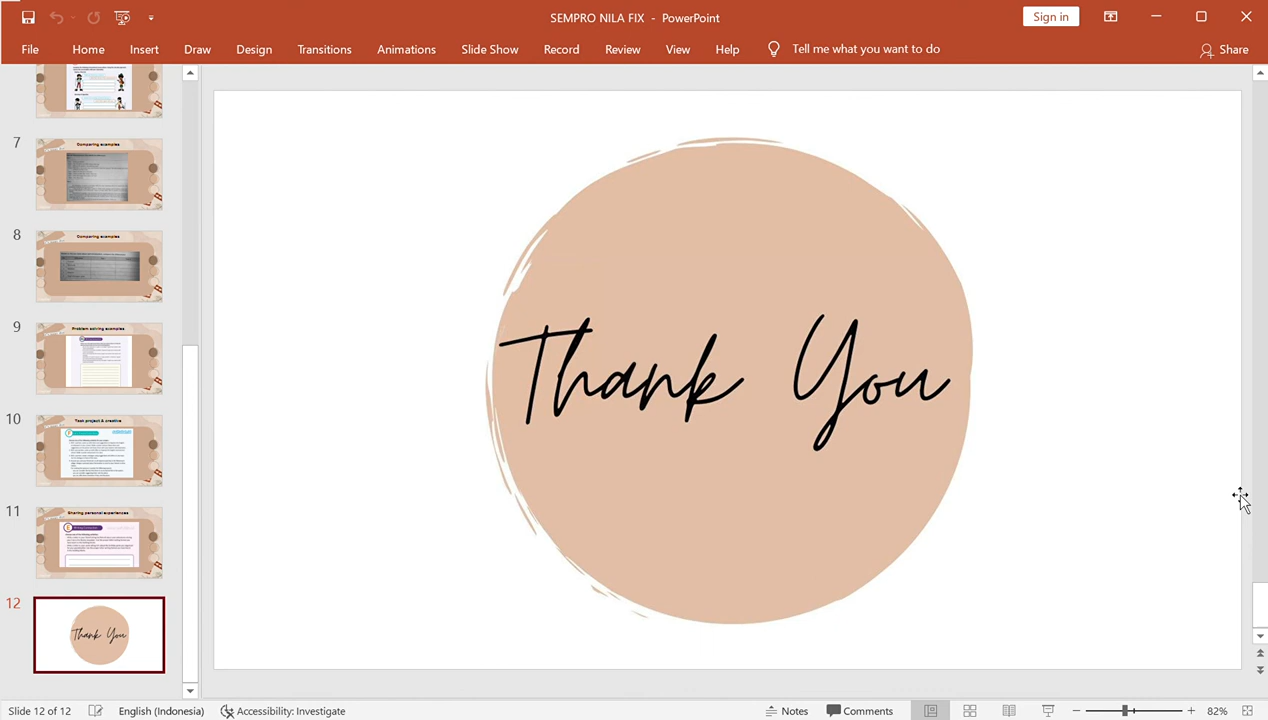 SEMPRO NILA FIX - PowerPoint
Sign in
File Home Insert Draw Design Transitions Animations Slide Show Record Review View Help Tell me what you want to do Share
7
Comparing examples
8
Comparing examples
9
Problem solving examples
10
Task project & creative
11
Sharing personal experiences
12
Thank You
Thank You
Slide 12 of 12 English (Indonesia) Accessibility: Investigate Notes Comments 82%